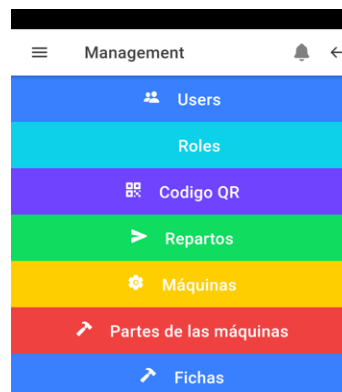 Management
Users
Roles
Codigo QR
Repartos
Máquinas
Partes de las máquinas
Fichas